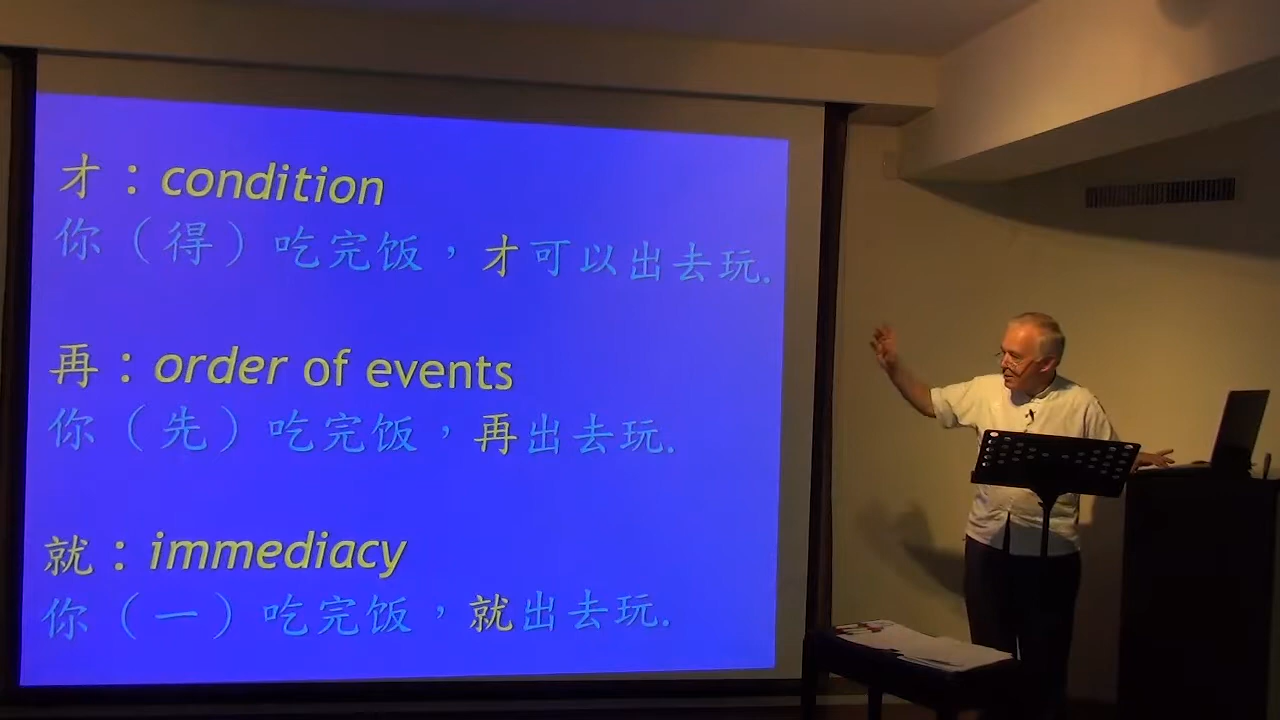 才：condition
你（得）吃完饭，才可以出去玩.
再：order of events
你（先）吃完饭，再出去玩.
就：immediacy
你（一）吃完饭，就出去玩.